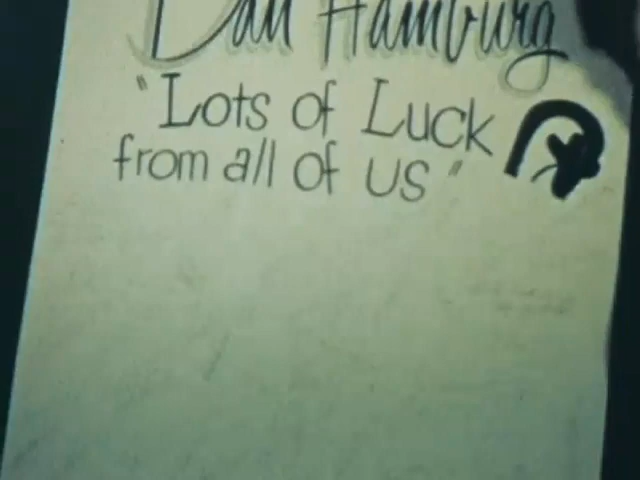 Dan Hamburg
"Lots of Luck
from all of us"